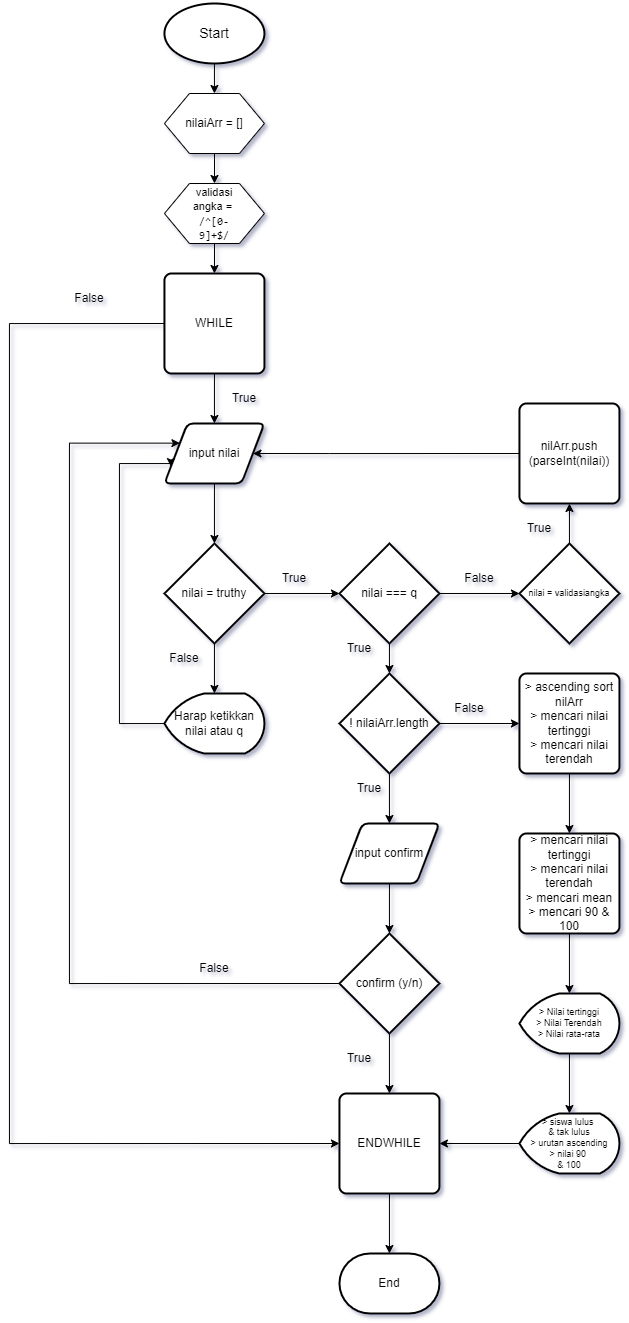 Start
nilaiArr = []
validasi
angka =
/^[0-
9]+$/
False
WHILE
True
input nilai
nilArr.push
(parseInt(nilai))
True
nilai = truthy
True
nilai === q
False
nilai = validasiangka
False
True
Harap ketikkan
nilai atau q
! nilaiArr.length
False
> ascending sort
nilArr
> mencari nilai
tertinggi
> mencari nilai
terendah
True
input confirm
> mencari nilai
tertinggi
> mencari nilai
terendah
> mencari mean
> mencari 90 &
100
False
confirm (y/n)
> Nilai tertinggi
> Nilai Terendah
> Nilai rata-rata
True
ENDWHILE
> siswa lulus
& tak lulus
> urutan ascending
> nilai 90
& 100
End